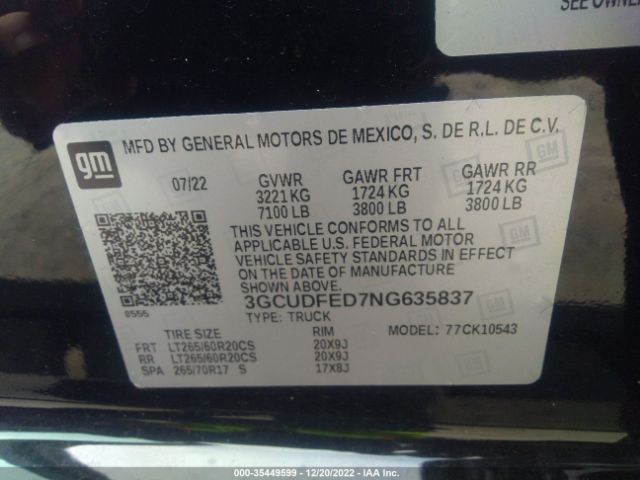 SEE OWNER
gm
MFD BY GENERAL MOTORS DE MEXICO, S. DE R.L. DE C.V.
07/22 GVWR GAWR FRT GAWR RR
3221 KG 1724 KG 1724 KG
7100 LB 3800 LB 3800 LB
THIS VEHICLE CONFORMS TO ALL
APPLICABLE U.S. FEDERAL MOTOR
VEHICLE SAFETY STANDARDS IN EFFECT
ON THE DATE OF MANUFACTURE
SHOWN ABOVE.
3GCUDFED7NG635837
8555
TYPE: TRUCK MODEL: 77CK10543
TIRE SIZE RIM
FRT LT265/60R20CS 20X9J
RR LT265/60R20CS 20X9J
SPA 265/70R17 S 17X8J
000-35449599 — 12/20/2022 — IAA Inc.